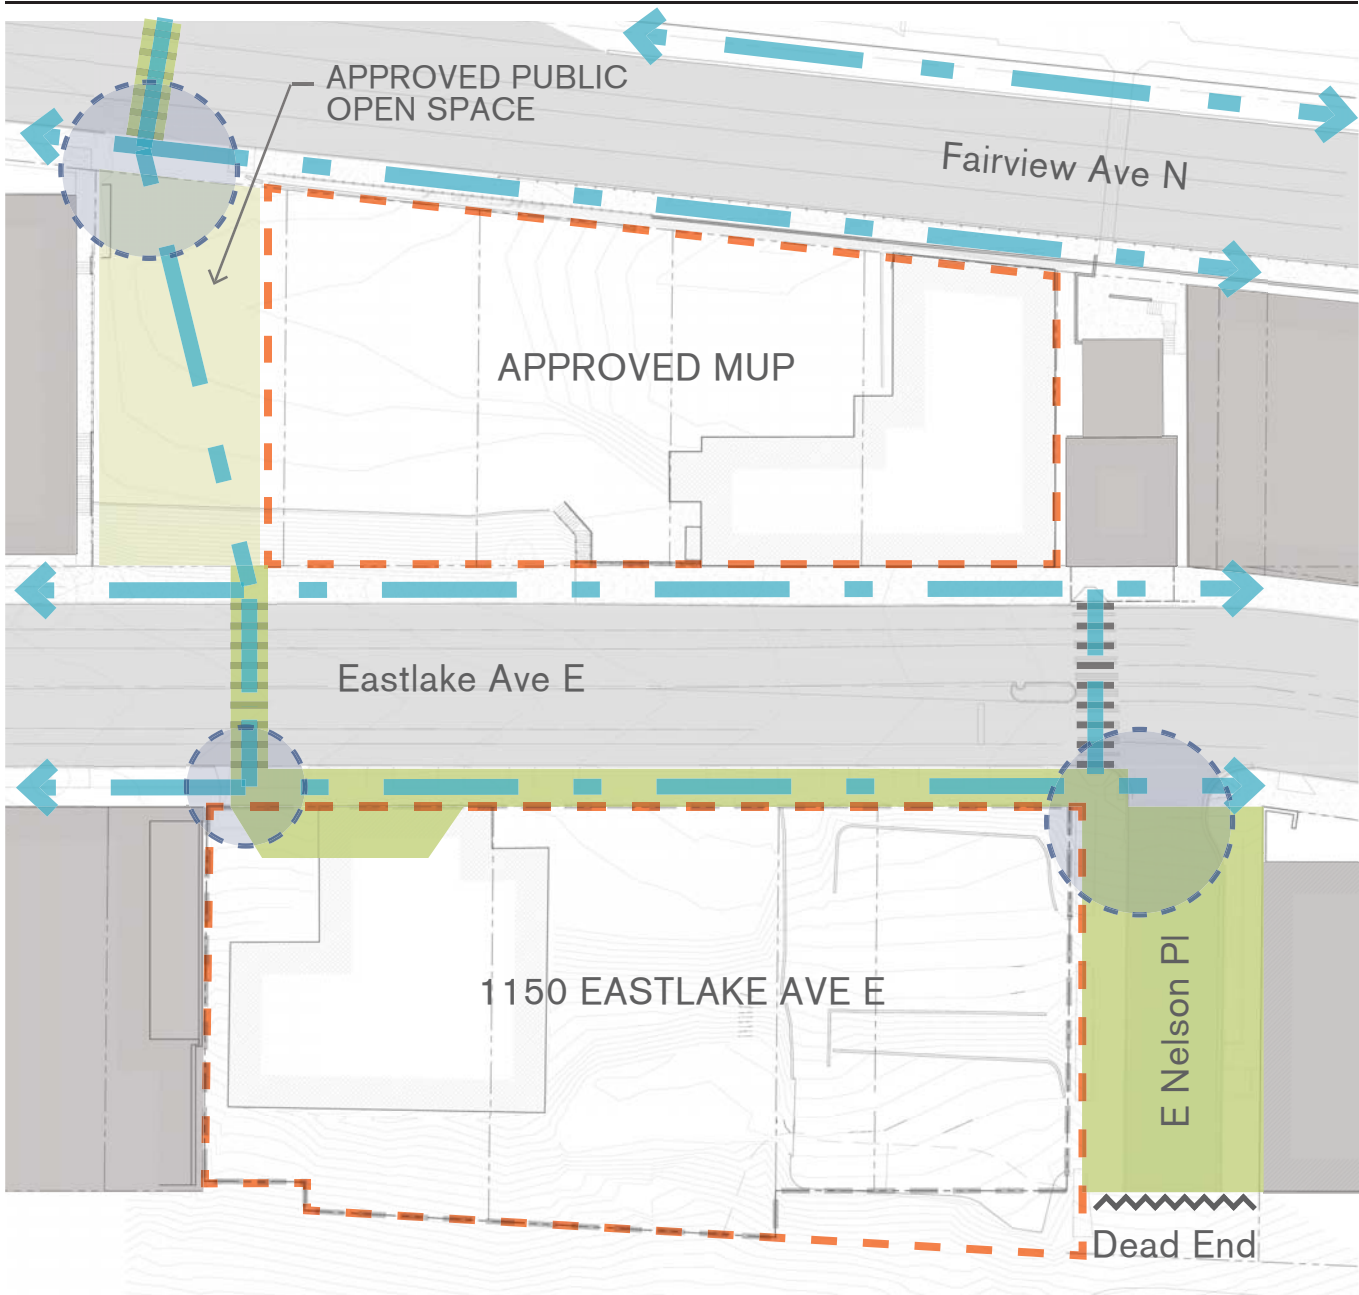 APPROVED PUBLIC
OPEN SPACE
Fairview Ave N
APPROVED MUP
Eastlake Ave E
1150 EASTLAKE AVE E
E Nelson Pl
Dead End